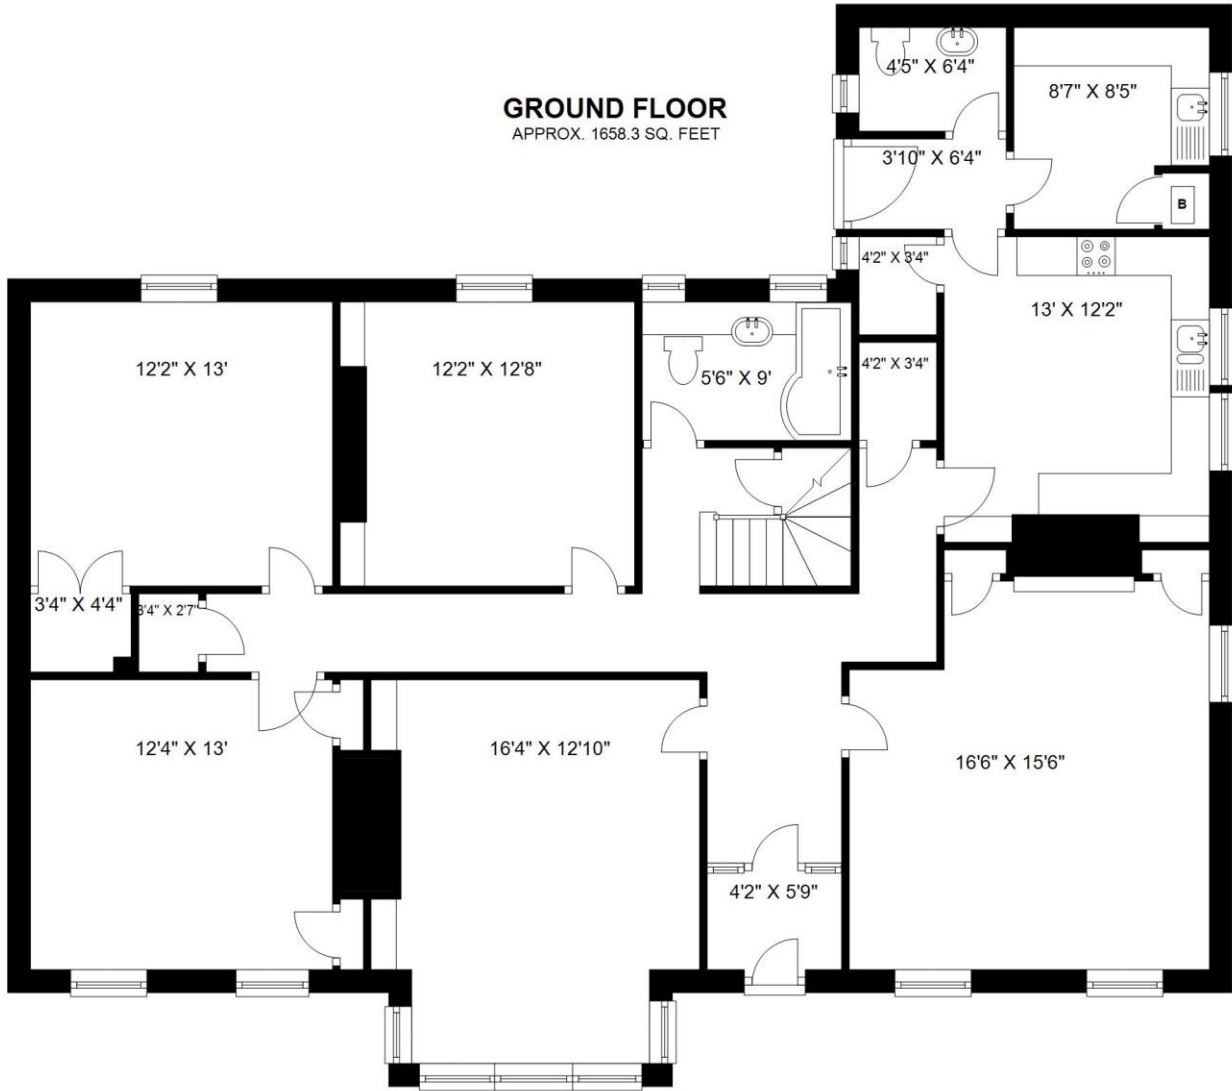 4'5" X 6'4"
8'7" X 8'5"
GROUND FLOOR
APPROX. 1658.3 SQ. FEET
3'10" X 6'4"
B
4'2" X 3'4"
13' X 12'2"
12'2" X 13'
12'2" X 12'8"
5'6" X 9'
4'2" X 3'4"
3'4" X 4'4"
3'4" X 2'7"
12'4" X 13'
16'4" X 12'10"
16'6" X 15'6"
4'2" X 5'9"